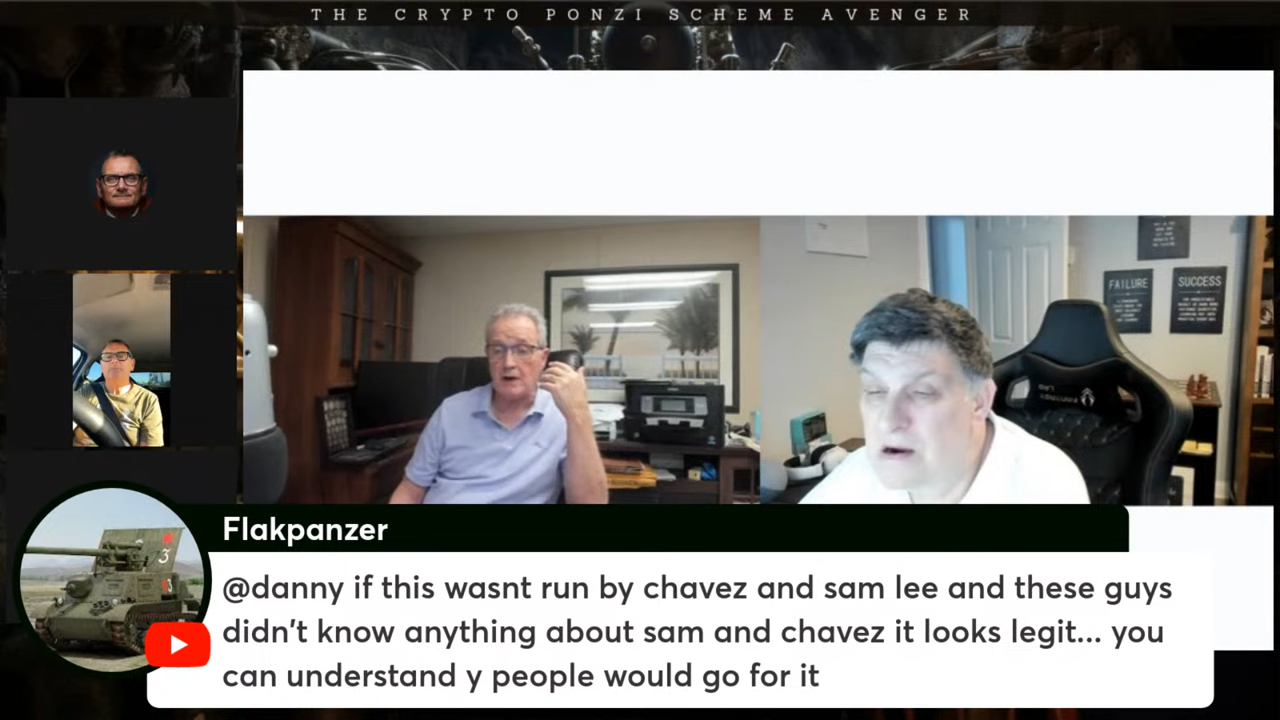 THE CRYPTO PONZI SCHEME AVENGER
FAILURE
SUCCESS
Flakpanzer
@danny if this wasnt run by chavez and sam lee and these guys
didn't know anything about sam and chavez it looks legit... you
can understand y people would go for it
3